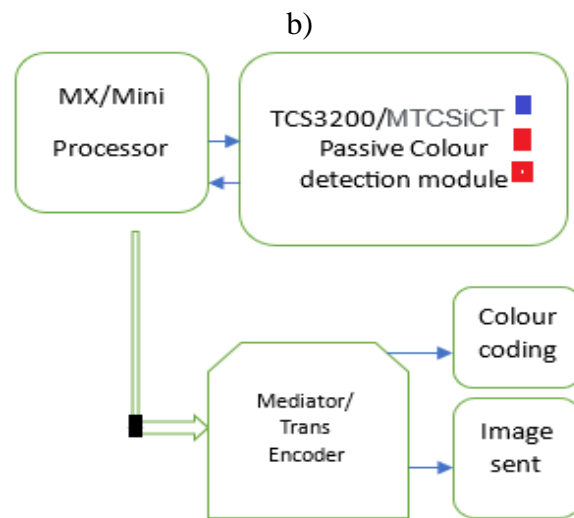 b)
MX/Mini
Processor
TCS3200/MTCSiCT
Passive Colour
detection module
Colour
coding
Mediator/
Trans
Encoder
Image
sent